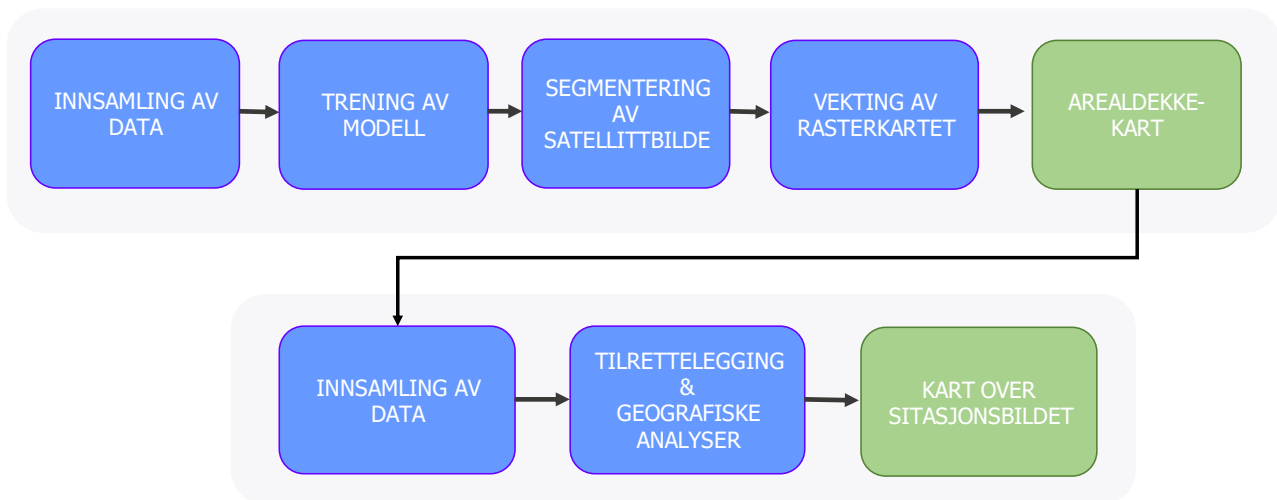 INNSAMLING AV
DATA
TRENING AV
MODELL
SEGMENTERING
AV
SATELLITTBILDE
VEKTING AV
RASTERKARTET
AREALDEKKE-
KART
INNSAMLING AV
DATA
TILRETTELEGGING
&
GEOGRAFISKE
ANALYSER
KART OVER
SITASJONSBILDET